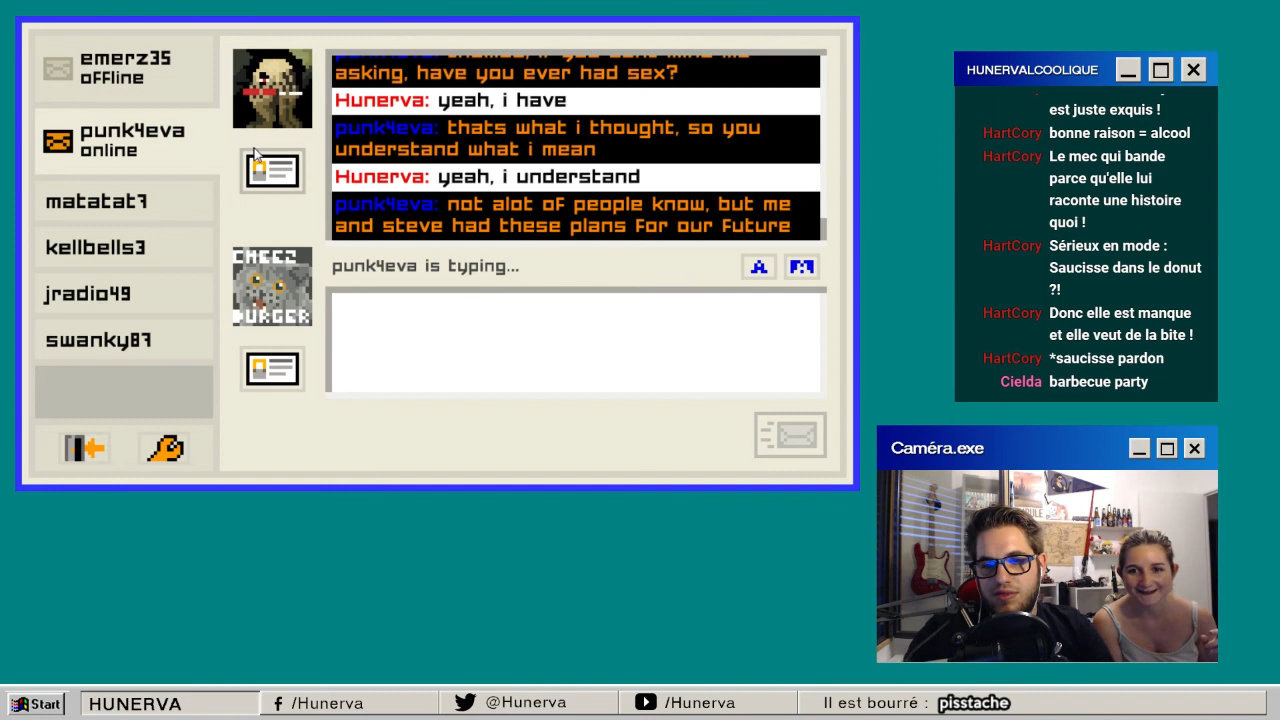 emerz35
offline
punk4eva
online
matatat7
kellbells3
jradio49
swanky87
CHEEZ
BURGER
asking, have you ever had sex?
Hunerva: yeah, i have
punk4eva: thats what i thought, so you
understand what i mean
Hunerva: yeah, i understand
punk4eva: not alot of people know, but me
and steve had these plans for our future
punk4eva is typing...
A
HUNERVALCOOLIQUE
est juste exquis !
HartCory bonne raison = alcool
HartCory Le mec qui bande
parce qu'elle lui
raconte une histoire
quoi !
HartCory Sérieux en mode :
Saucisse dans le donut
?!
HartCory Donc elle est manque
et elle veut de la bite !
HartCory *saucisse pardon
Cielda barbecue party
Caméra.exe
Start
HUNERVA
/Hunerva
@Hunerva
/Hunerva
Il est bourré : pisstache